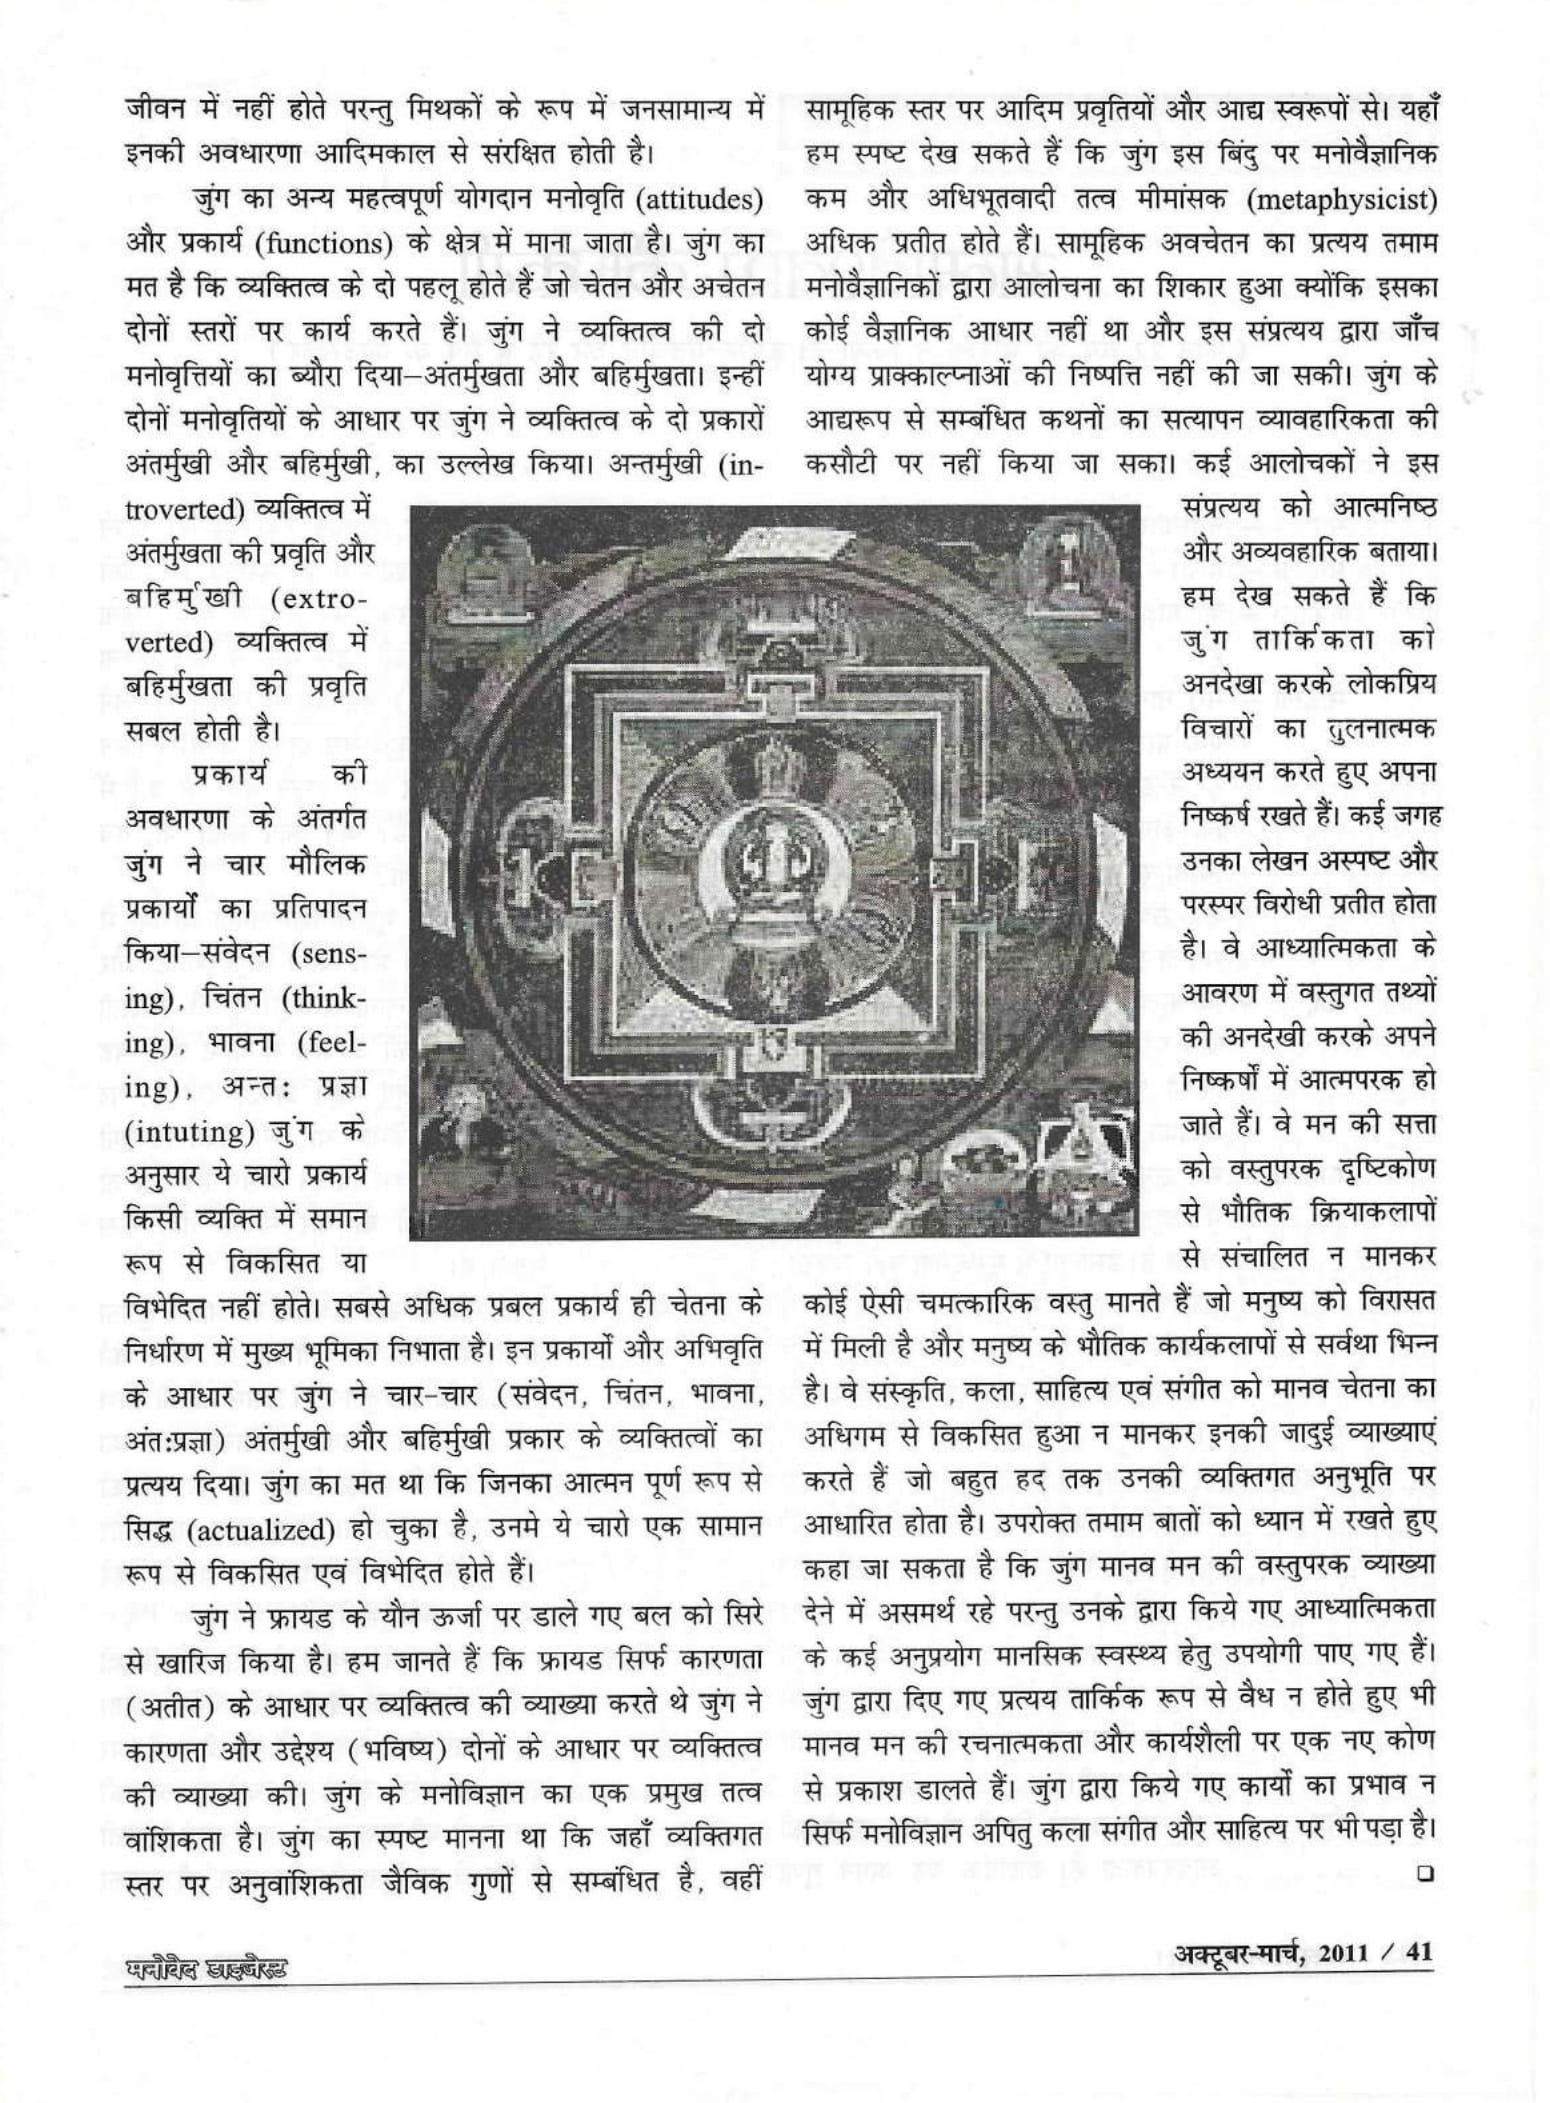 जीवन में नहीं होते परन्तु मिथकों के रूप में जनसामान्य में
इनकी अवधारणा आदिमकाल से संरक्षित होती है।
जुंग का अन्य महत्वपूर्ण योगदान मनोवृति (attitudes)
और प्रकार्य (functions) के क्षेत्र में माना जाता है। जुंग का
मत है कि व्यक्तित्व के दो पहलू होते हैं जो चेतन और अचेतन
दोनों स्तरों पर कार्य करते हैं। जुंग ने व्यक्तित्व की दो
मनोवृत्तियों का ब्यौरा दिया–अंतर्मुखता और बहिर्मुखता। इन्हीं
दोनों मनोवृतियों के आधार पर जुंग ने व्यक्तित्व के दो प्रकारों
अंतर्मुखी और बहिर्मुखी, का उल्लेख किया। अन्तर्मुखी (in-
troverted) व्यक्तित्व में
अंतर्मुखता की प्रवृति और
बहिर्मुखी (extro-
verted) व्यक्तित्व में
बहिर्मुखता की प्रवृति
सबल होती है।
प्रकार्य की
अवधारणा के अंतर्गत
जुंग ने चार मौलिक
प्रकार्यों का प्रतिपादन
किया–संवेदन (sens-
ing), चिंतन (think-
ing), भावना (feel-
ing), अन्त: प्रज्ञा
(intuting) जुंग के
अनुसार ये चारो प्रकार्य
किसी व्यक्ति में समान
रूप से विकसित या
विभेदित नहीं होते। सबसे अधिक प्रबल प्रकार्य ही चेतना के
निर्धारण में मुख्य भूमिका निभाता है। इन प्रकार्यो और अभिवृति
के आधार पर जुंग ने चार-चार (संवेदन, चिंतन, भावना,
अंत:प्रज्ञा) अंतर्मुखी और बहिर्मुखी प्रकार के व्यक्तित्वों का
प्रत्यय दिया। जुंग का मत था कि जिनका आत्मन पूर्ण रूप से
सिद्ध (actualized) हो चुका है, उनमे ये चारो एक सामान
रूप से विकसित एवं विभेदित होते हैं।
जुंग ने फ्रायड के यौन ऊर्जा पर डाले गए बल को सिरे
से खारिज किया है। हम जानते हैं कि फ्रायड सिर्फ कारणता
(अतीत) के आधार पर व्यक्तित्व की व्याख्या करते थे जुंग ने
कारणता और उद्देश्य (भविष्य) दोनों के आधार पर व्यक्तित्व
की व्याख्या की। जुंग के मनोविज्ञान का एक प्रमुख तत्व
वांशिकता है। जुंग का स्पष्ट मानना था कि जहाँ व्यक्तिगत
स्तर पर अनुवांशिकता जैविक गुणों से सम्बंधित है, वहीं
सामूहिक स्तर पर आदिम प्रवृतियों और आद्य स्वरूपों से। यहाँ
हम स्पष्ट देख सकते हैं कि जुंग इस बिंदु पर मनोवैज्ञानिक
कम और अधिभूतवादी तत्व मीमांसक (metaphysicist)
अधिक प्रतीत होते हैं। सामूहिक अवचेतन का प्रत्यय तमाम
मनोवैज्ञानिकों द्वारा आलोचना का शिकार हुआ क्योंकि इसका
कोई वैज्ञानिक आधार नहीं था और इस संप्रत्यय द्वारा जाँच
योग्य प्राक्काल्प्नाओं की निष्पत्ति नहीं की जा सकी। जुंग के
आद्यरूप से सम्बंधित कथनों का सत्यापन व्यावहारिकता की
कसौटी पर नहीं किया जा सका। कई आलोचकों ने इस
संप्रत्यय को आत्मनिष्ठ
और अव्यवहारिक बताया।
हम देख सकते हैं कि
जुंग तार्किकता को
अनदेखा करके लोकप्रिय
विचारों का तुलनात्मक
अध्ययन करते हुए अपना
निष्कर्ष रखते हैं। कई जगह
उनका लेखन अस्पष्ट और
परस्पर विरोधी प्रतीत होता
है। वे आध्यात्मिकता के
आवरण में वस्तुगत तथ्यों
की अनदेखी करके अपने
निष्कर्षों में आत्मपरक हो
जाते हैं। वे मन की सत्ता
को वस्तुपरक दृष्टिकोण
से भौतिक क्रियाकलापों
से संचालित न मानकर
कोई ऐसी चमत्कारिक वस्तु मानते हैं जो मनुष्य को विरासत
में मिली है और मनुष्य के भौतिक कार्यकलापों से सर्वथा भिन्न
है। वे संस्कृति, कला, साहित्य एवं संगीत को मानव चेतना का
अधिगम से विकसित हुआ न मानकर इनकी जादुई व्याख्याएं
करते हैं जो बहुत हद तक उनकी व्यक्तिगत अनुभूति पर
आधारित होता है। उपरोक्त तमाम बातों को ध्यान में रखते हुए
कहा जा सकता है कि जुंग मानव मन की वस्तुपरक व्याख्या
देने में असमर्थ रहे परन्तु उनके द्वारा किये गए आध्यात्मिकता
के कई अनुप्रयोग मानसिक स्वस्थ्य हेतु उपयोगी पाए गए हैं।
जुंग द्वारा दिए गए प्रत्यय तार्किक रूप से वैध न होते हुए भी
मानव मन की रचनात्मकता और कार्यशैली पर एक नए कोण
से प्रकाश डालते हैं। जुंग द्वारा किये गए कार्यो का प्रभाव न
सिर्फ मनोविज्ञान अपितु कला संगीत और साहित्य पर भी पड़ा है।
❑
मनोवेद डाइजेस्ट
अक्टूबर-मार्च, 2011 / 41